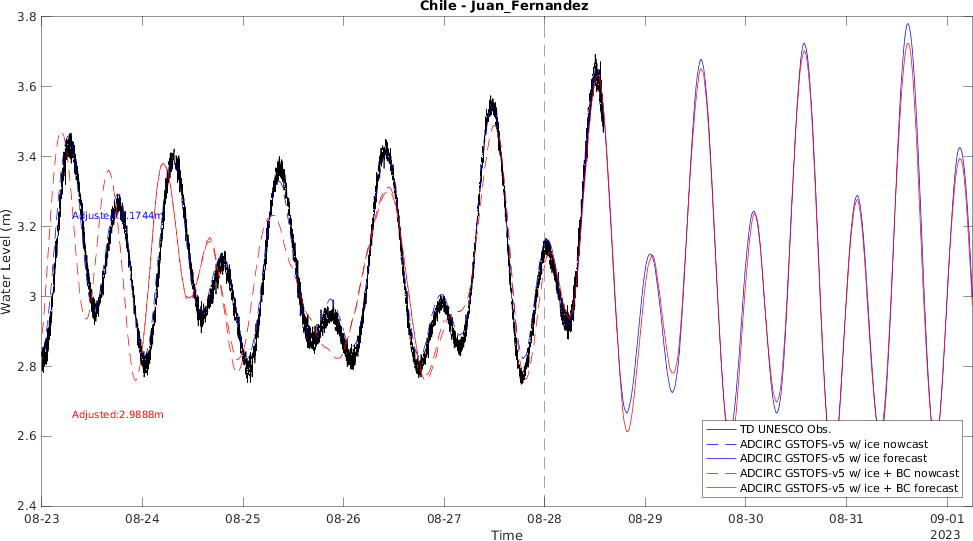 Chile - Juan_Fernandez
3.8
3.6
3.4
3.2
3
2.8
2.6
2.4
Water Level (m)
Adjusted:
Adjusted:2.9888m
TD UNESCO Obs.
ADCIRC GSTOFS-v5 w/ ice nowcast
ADCIRC GSTOFS-v5 w/ ice forecast
ADCIRC GSTOFS-v5 w/ ice + BC nowcast
ADCIRC GSTOFS-v5 w/ ice + BC forecast
08-23 08-24 08-25 08-26 08-27 08-28 08-29 08-30 08-31 09-01
2023
Time